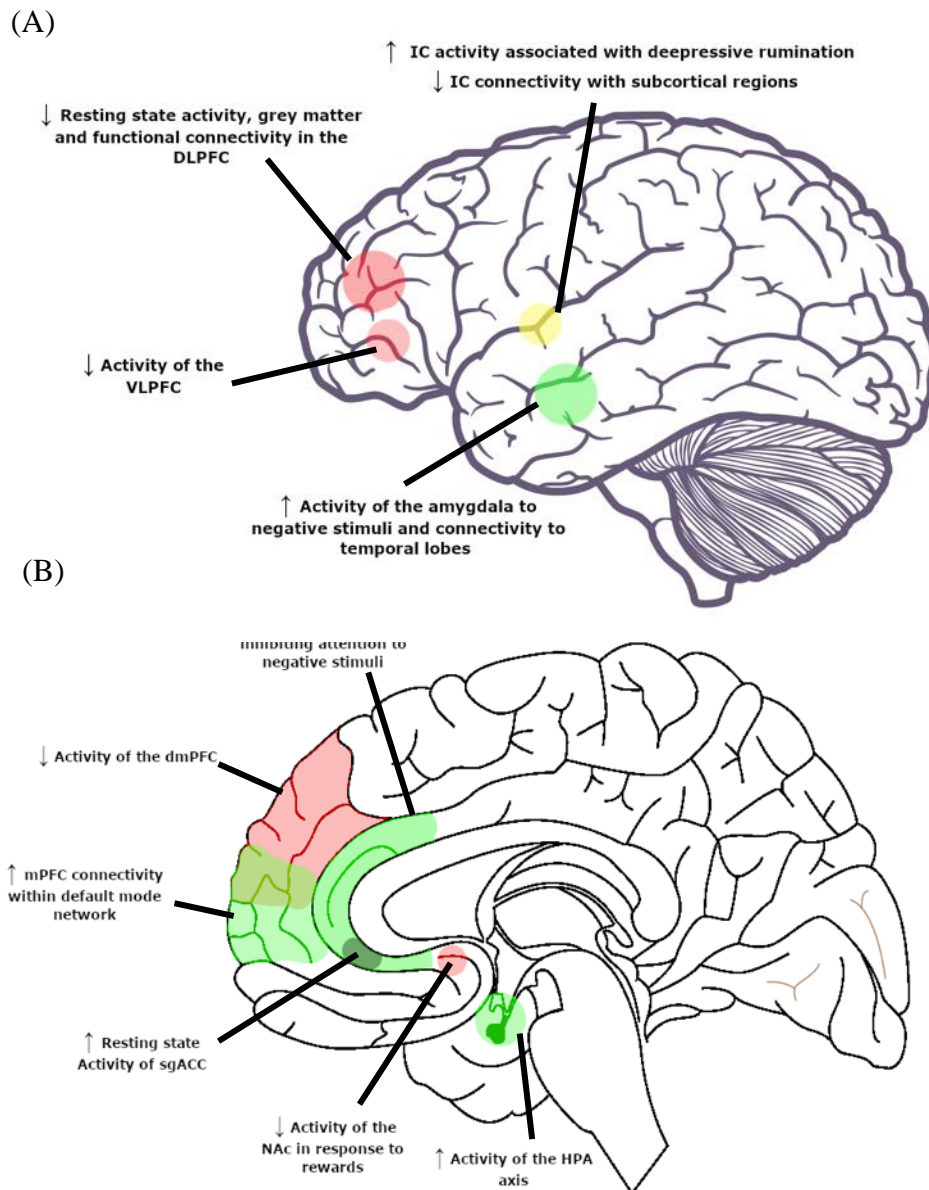 (A)
↑ IC activity associated with deepressive rumination
↓ IC connectivity with subcortical regions
↓ Resting state activity, grey matter
and functional connectivity in the
DLPFC
↓ Activity of the
VLPFC
↑ Activity of the amygdala to
negative stimuli and connectivity to
temporal lobes
(B)
inhibiting attention to
negative stimuli
↓ Activity of the dmPFC
↑ mPFC connectivity
within default mode
network
↑ Resting state
Activity of sgACC
↓ Activity of the
NAc in response to
rewards
↑ Activity of the HPA
axis